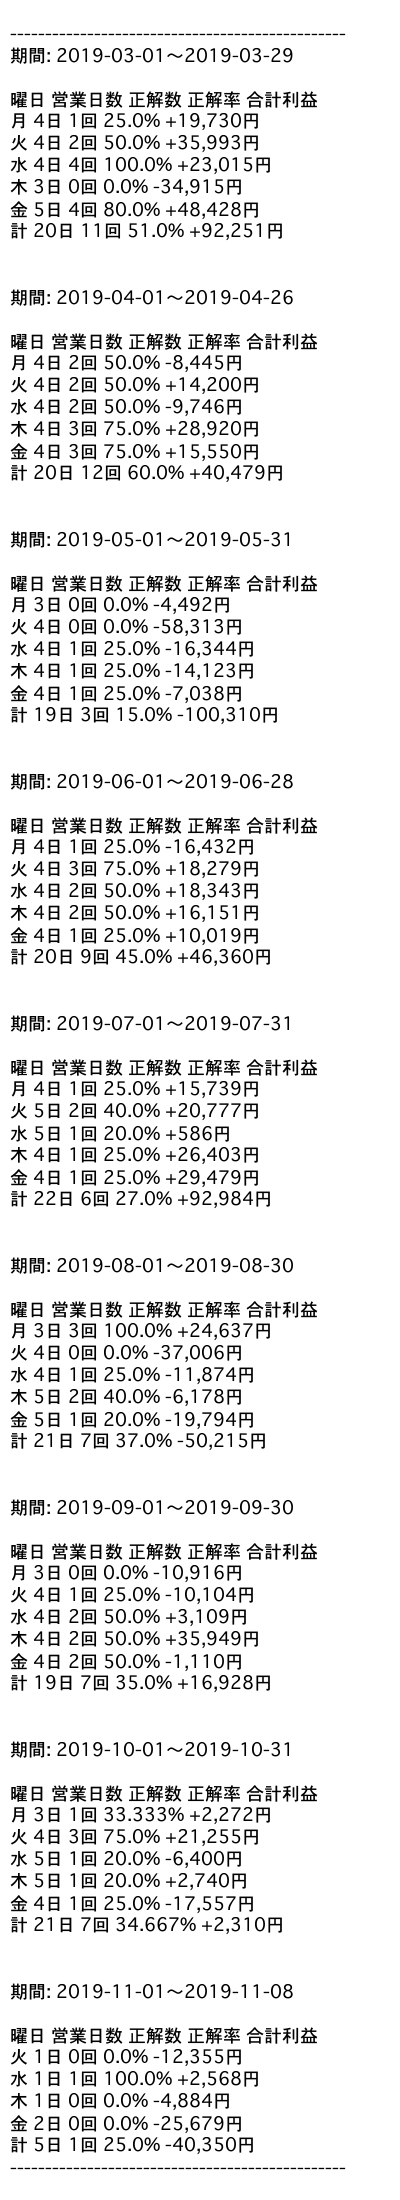 ------------------------------------------------
期間: 2019-03-01〜2019-03-29
曜日 営業日数 正解数 正解率 合計利益
月 4日 1回 25.0% +19,730円
火 4日 2回 50.0% +35,993円
水 4日 4回 100.0% +23,015円
木 3日 0回 0.0% -34,915円
金 5日 4回 80.0% +48,428円
計 20日 11回 51.0% +92,251円
期間: 2019-04-01〜2019-04-26
曜日 営業日数 正解数 正解率 合計利益
月 4日 2回 50.0% -8,445円
火 4日 2回 50.0% +14,200円
水 4日 2回 50.0% -9,746円
木 4日 3回 75.0% +28,920円
金 4日 3回 75.0% +15,550円
計 20日 12回 60.0% +40,479円
期間: 2019-05-01〜2019-05-31
曜日 営業日数 正解数 正解率 合計利益
月 3日 0回 0.0% -4,492円
火 4日 0回 0.0% -58,313円
水 4日 1回 25.0% -16,344円
木 4日 1回 25.0% -14,123円
金 4日 1回 25.0% -7,038円
計 19日 3回 15.0% -100,310円
期間: 2019-06-01〜2019-06-28
曜日 営業日数 正解数 正解率 合計利益
月 4日 1回 25.0% -16,432円
火 4日 3回 75.0% +18,279円
水 4日 2回 50.0% +18,343円
木 4日 2回 50.0% +16,151円
金 4日 1回 25.0% +10,019円
計 20日 9回 45.0% +46,360円
期間: 2019-07-01〜2019-07-31
曜日 営業日数 正解数 正解率 合計利益
月 4日 1回 25.0% +15,739円
火 5日 2回 40.0% +20,777円
水 5日 1回 20.0% +586円
木 4日 1回 25.0% +26,403円
金 4日 1回 25.0% +29,479円
計 22日 6回 27.0% +92,984円
期間: 2019-08-01〜2019-08-30
曜日 営業日数 正解数 正解率 合計利益
月 3日 3回 100.0% +24,637円
火 4日 0回 0.0% -37,006円
水 4日 1回 25.0% -11,874円
木 5日 2回 40.0% -6,178円
金 5日 1回 20.0% -19,794円
計 21日 7回 37.0% -50,215円
期間: 2019-09-01〜2019-09-30
曜日 営業日数 正解数 正解率 合計利益
月 3日 0回 0.0% -10,916円
火 4日 1回 25.0% -10,104円
水 4日 2回 50.0% +3,109円
木 4日 2回 50.0% +35,949円
金 4日 2回 50.0% -1,110円
計 19日 7回 35.0% +16,928円
期間: 2019-10-01〜2019-10-31
曜日 営業日数 正解数 正解率 合計利益
月 3日 1回 33.333% +2,272円
火 4日 3回 75.0% +21,255円
水 5日 1回 20.0% -6,400円
木 5日 1回 20.0% +2,740円
金 4日 1回 25.0% -17,557円
計 21日 7回 34.667% +2,310円
期間: 2019-11-01〜2019-11-08
曜日 営業日数 正解数 正解率 合計利益
火 1日 0回 0.0% -12,355円
水 1日 1回 100.0% +2,568円
木 1日 0回 0.0% -4,884円
金 2日 0回 0.0% -25,679円
計 5日 1回 25.0% -40,350円
------------------------------------------------